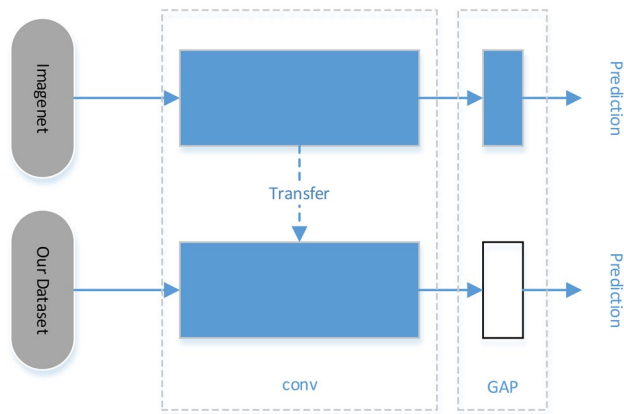 Imagenet
Prediction
Transfer
Our Dataset
Prediction
conv
GAP